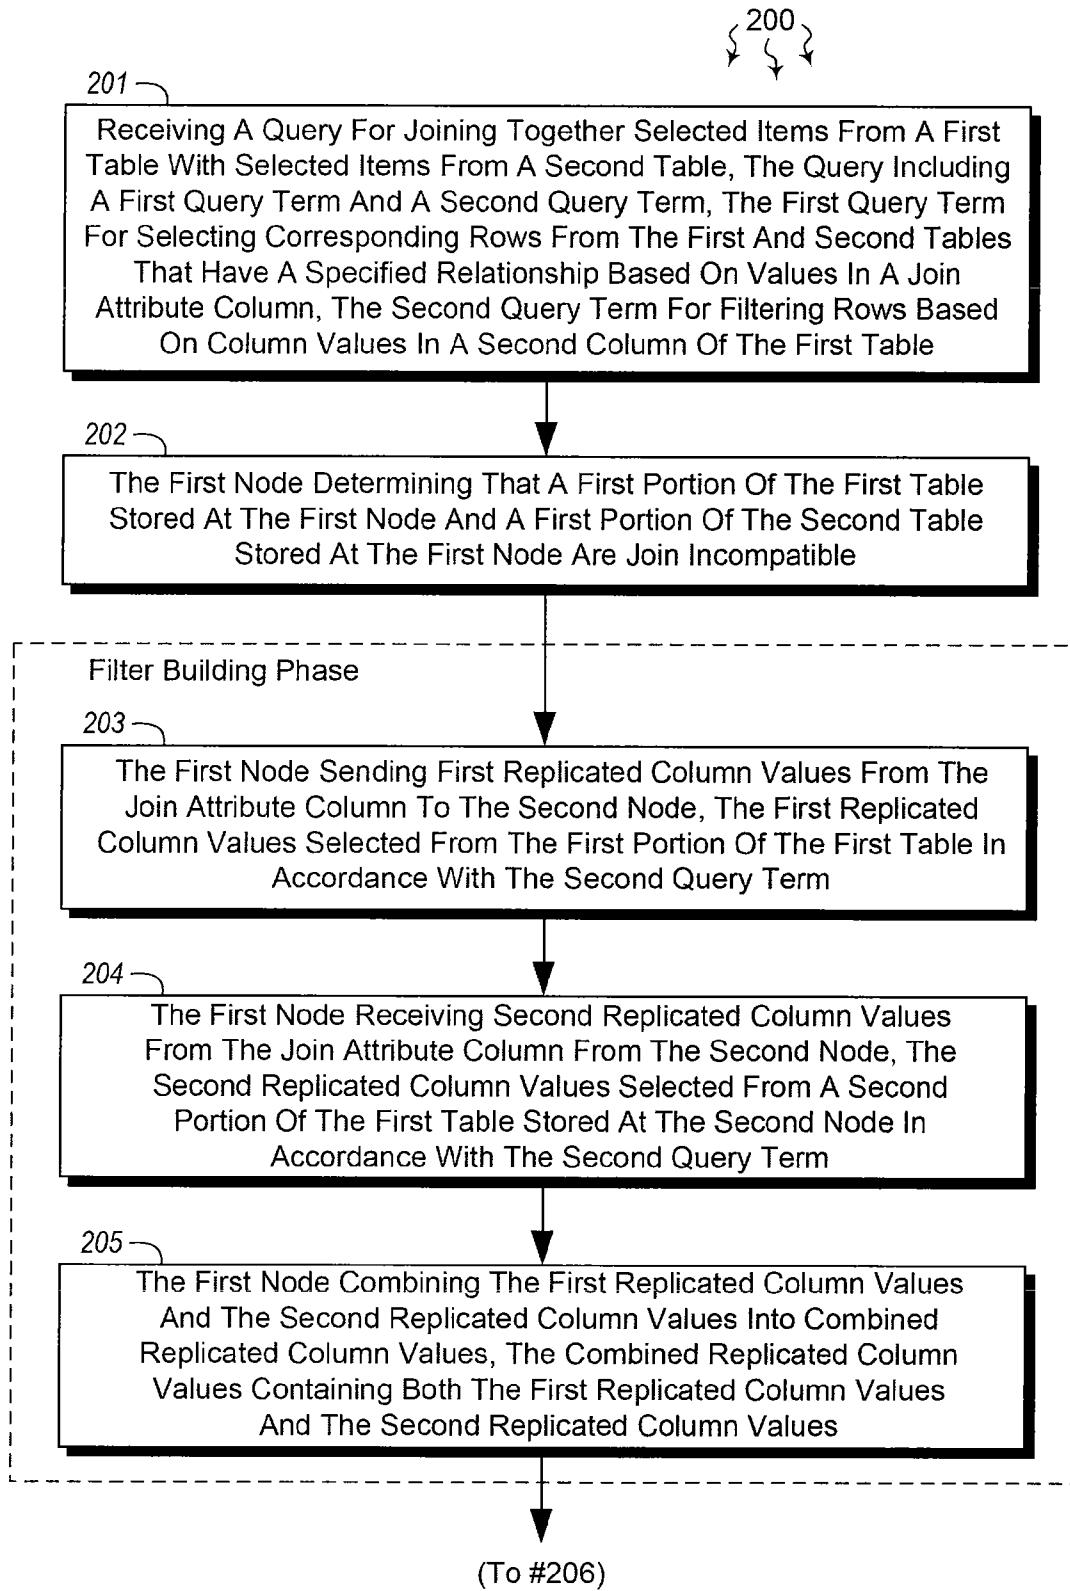 200
201
Receiving A Query For Joining Together Selected Items From A First
Table With Selected Items From A Second Table, The Query Including
A First Query Term And A Second Query Term, The First Query Term
For Selecting Corresponding Rows From The First And Second Tables
That Have A Specified Relationship Based On Values In A Join
Attribute Column, The Second Query Term For Filtering Rows Based
On Column Values In A Second Column Of The First Table
202
The First Node Determining That A First Portion Of The First Table
Stored At The First Node And A First Portion Of The Second Table
Stored At The First Node Are Join Incompatible
Filter Building Phase
203
The First Node Sending First Replicated Column Values From The
Join Attribute Column To The Second Node, The First Replicated
Column Values Selected From The First Portion Of The First Table In
Accordance With The Second Query Term
204
The First Node Receiving Second Replicated Column Values
From The Join Attribute Column From The Second Node, The
Second Replicated Column Values Selected From A Second
Portion Of The First Table Stored At The Second Node In
Accordance With The Second Query Term
205
The First Node Combining The First Replicated Column Values
And The Second Replicated Column Values Into Combined
Replicated Column Values, The Combined Replicated Column
Values Containing Both The First Replicated Column Values
And The Second Replicated Column Values
(To #206)